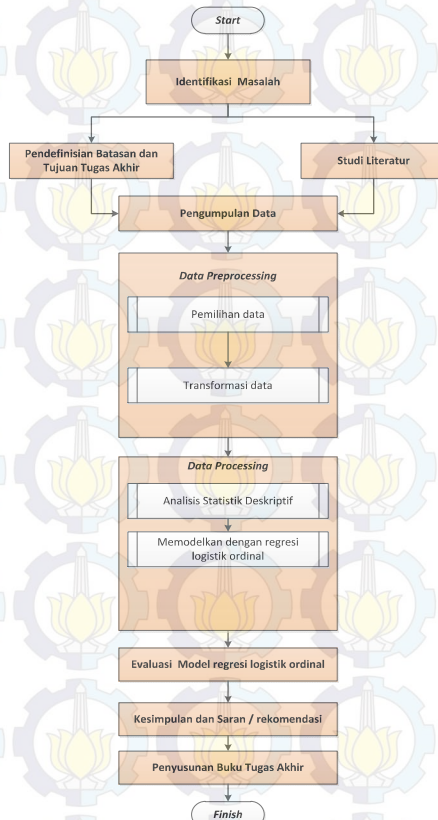 Start
Identifikasi Masalah
Pendefinisian Batasan dan
Tujuan Tugas Akhir
Studi Literatur
Pengumpulan Data
Data Preprocessing
Pemilihan data
Transformasi data
Data Processing
Analisis Statistik Deskriptif
Memodelkan dengan regresi
logistik ordinal
Evaluasi Model regresi logistik ordinal
Kesimpulan dan Saran / rekomendasi
Penyusunan Buku Tugas Akhir
Finish